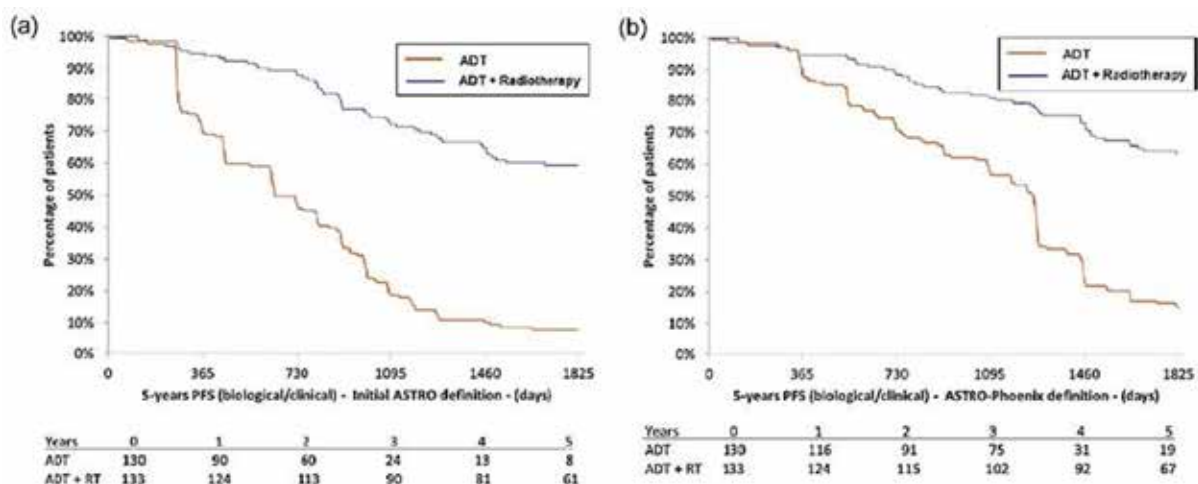 (a)
100%
90%
80%
70%
60%
50%
40%
30%
20%
10%
0%
Percentage of patients
ADT
ADT + Radiotherapy
0 365 730 1095 1460 1825
5-years PFS (biological/clinical) - Initial ASTRO definition - (days)
Years 0 1 2 3 4 5
ADT 130 90 60 24 13 8
ADT + RT 133 124 113 90 81 61
(b)
100%
90%
80%
70%
60%
50%
40%
30%
20%
10%
0%
Percentage of patients
ADT
ADT + Radiotherapy
0 365 730 1095 1460 1825
5-years PFS (biological/clinical) - ASTRO-Phoenix definition - (days)
Years 0 1 2 3 4 5
ADT 130 116 91 75 31 19
ADT + RT 133 124 115 102 92 67